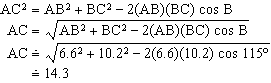 AC² = AB² + BC² − 2(AB)(BC) cos B
AC = √AB² + BC² − 2(AB)(BC) cos B
AC ≐ √6.6² + 10.2² − 2(6.6)(10.2) cos 115º
≐ 14.3